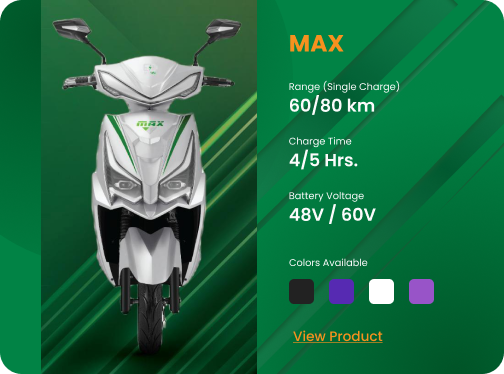 MAX
MAX
Range (Single Charge)
60/80 km
Charge Time
4/5 Hrs.
Battery Voltage
48V / 60V
Colors Available
View Product